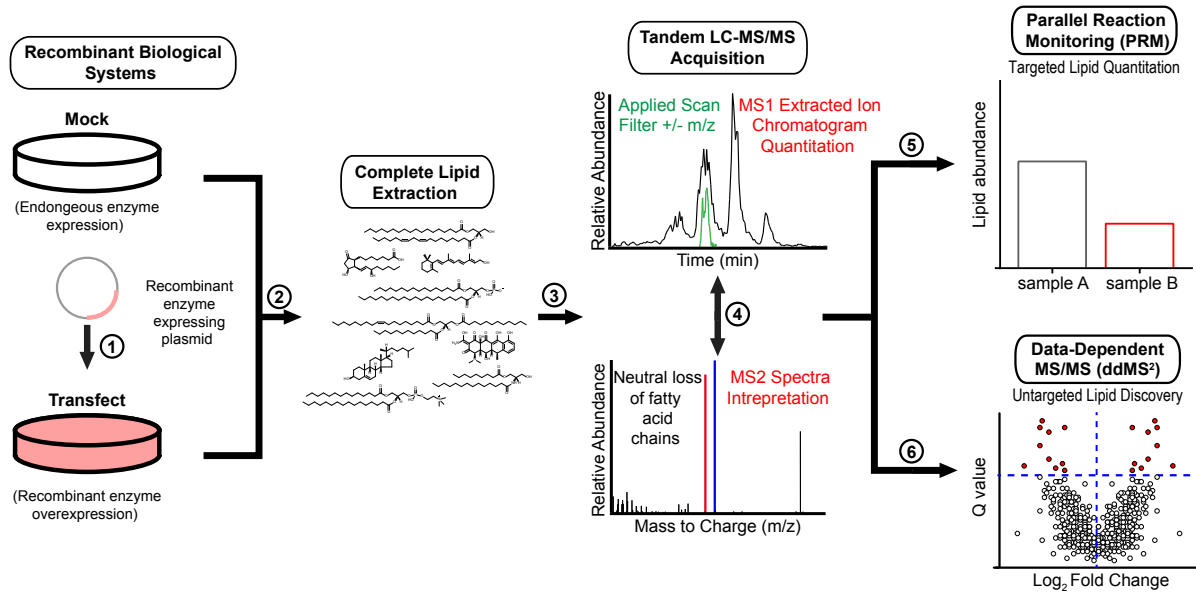 Recombinant Biological
Systems
Mock
(Endongeous enzyme
expression)
Recombinant
enzyme
expressing
plasmid
1
Transfect
(Recombinant enzyme
overexpression)
2
Complete Lipid
Extraction
3
Tandem LC-MS/MS
Acquisition
Relative Abundance
Applied Scan
Filter +/- m/z
MS1 Extracted Ion
Chromatogram
Quantitation
Time (min)
4
Relative Abundance
Neutral loss
of fatty
acid
chains
MS2 Spectra
Intrepretation
Mass to Charge (m/z)
5
Parallel Reaction
Monitoring (PRM)
Targeted Lipid Quantitation
Lipid abundance
sample A
sample B
6
Data-Dependent
MS/MS (ddMS²)
Untargeted Lipid Discovery
Q value
Log₂ Fold Change